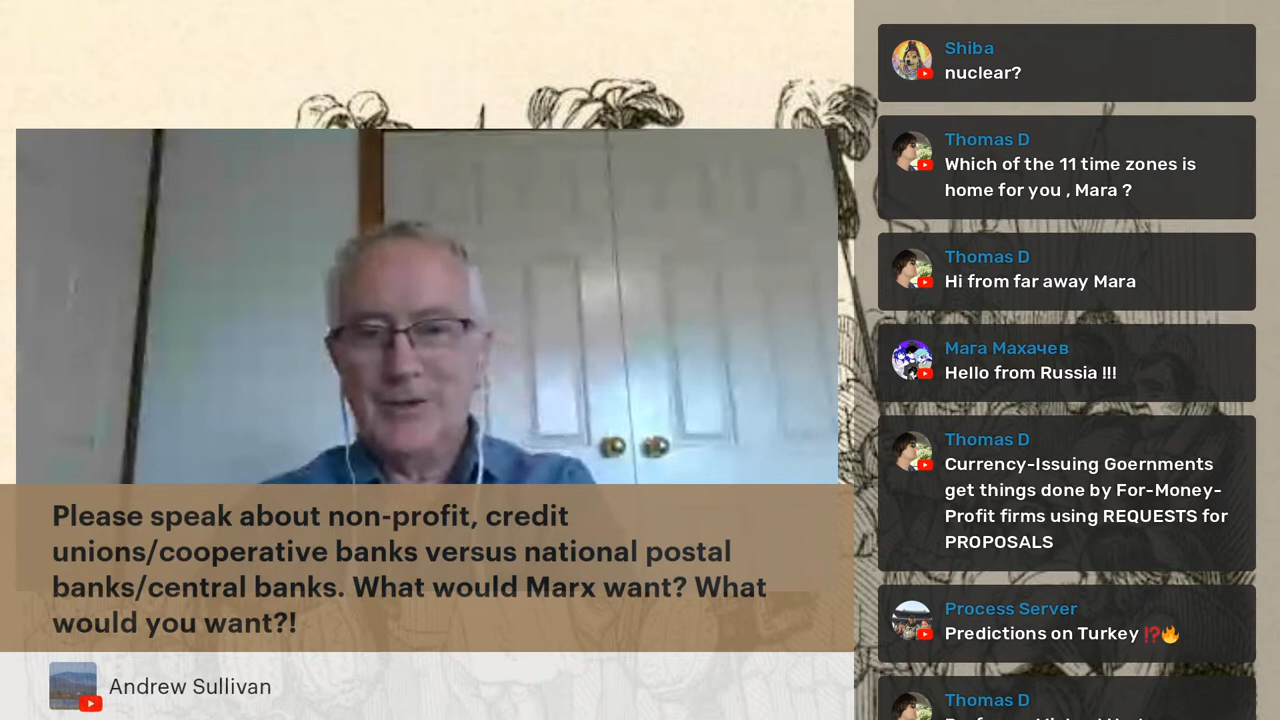 Please speak about non-profit, credit
unions/cooperative banks versus national postal
banks/central banks. What would Marx want? What
would you want?!
Andrew Sullivan
Shiba
nuclear?
Thomas D
Which of the 11 time zones is
home for you , Mara ?
Thomas D
Hi from far away Mara
Мага Махачев
Hello from Russia !!!
Thomas D
Currency-Issuing Goernments
get things done by For-Money-
Profit firms using REQUESTS for
PROPOSALS
Process Server
Predictions on Turkey ⁉️🔥
Thomas D